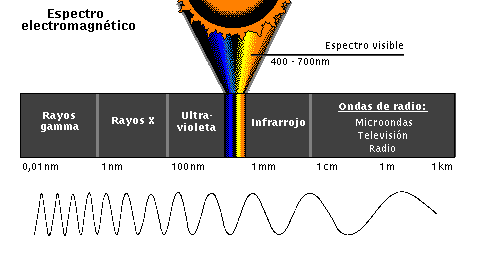 Espectro
electromagnético
Espectro visible
400 - 700nm
Rayos
gamma
Rayos X
Ultra-
violeta
Infrarrojo
Ondas de radio:
Microondas
Televisión
Radio
0,01nm 1nm 100nm 1mm 1cm 1m 1km